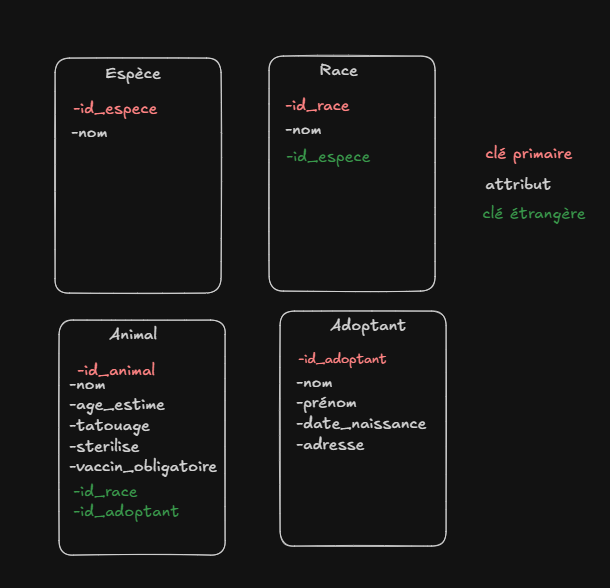 Espèce
-id_espece
-nom
Race
-id_race
-nom
-id_espece
clé primaire
attribut
clé étrangère
Animal
-id_animal
-nom
-age_estime
-tatouage
-sterilise
-vaccin_obligatoire
-id_race
-id_adoptant
Adoptant
-id_adoptant
-nom
-prénom
-date_naissance
-adresse